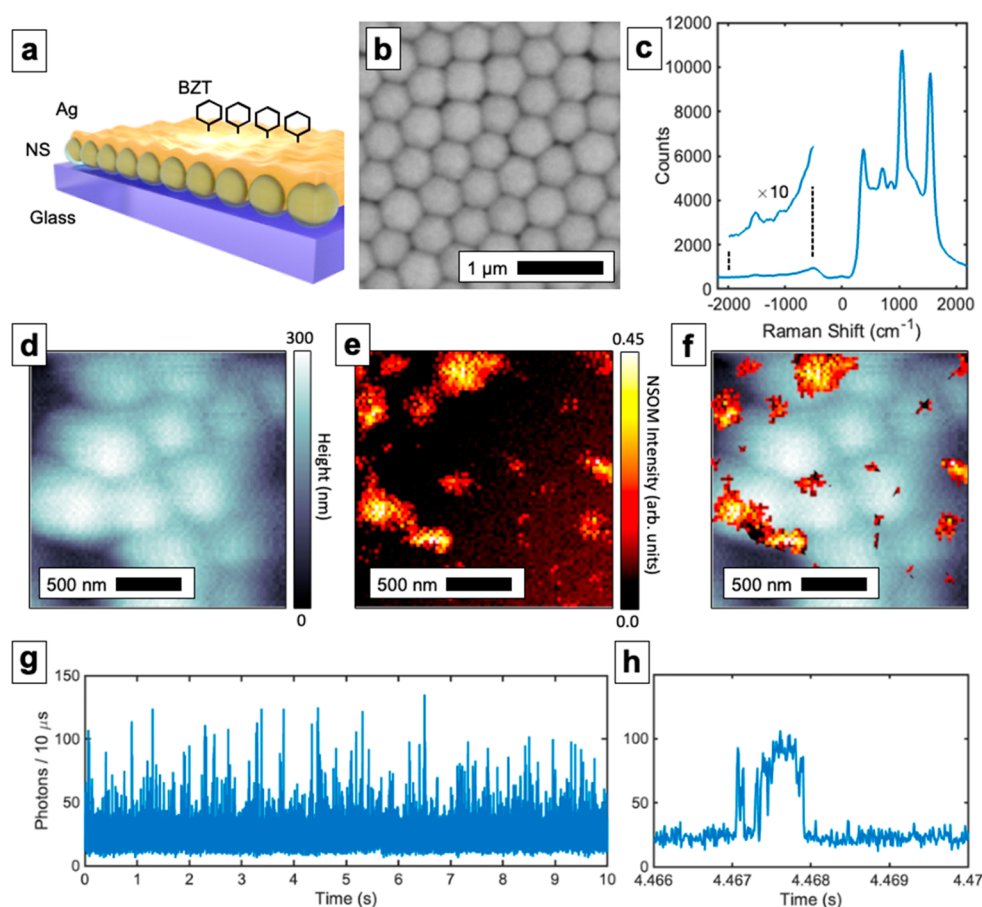 a
BZT
Ag
NS
Glass
b
1 μm
c
12000
10000
8000
6000
4000
2000
0
Counts
× 10
-2000
-1000
0
1000
2000
Raman Shift (cm⁻¹)
d
300
Height (nm)
0
500 nm
e
0.45
NSOM Intensity (arb. units)
0.0
500 nm
f
500 nm
g
150
100
50
0
Photons / 10 μs
0 1 2 3 4 5 6 7 8 9 10
Time (s)
h
100
50
0
4.466 4.467 4.468 4.469 4.47
Time (s)